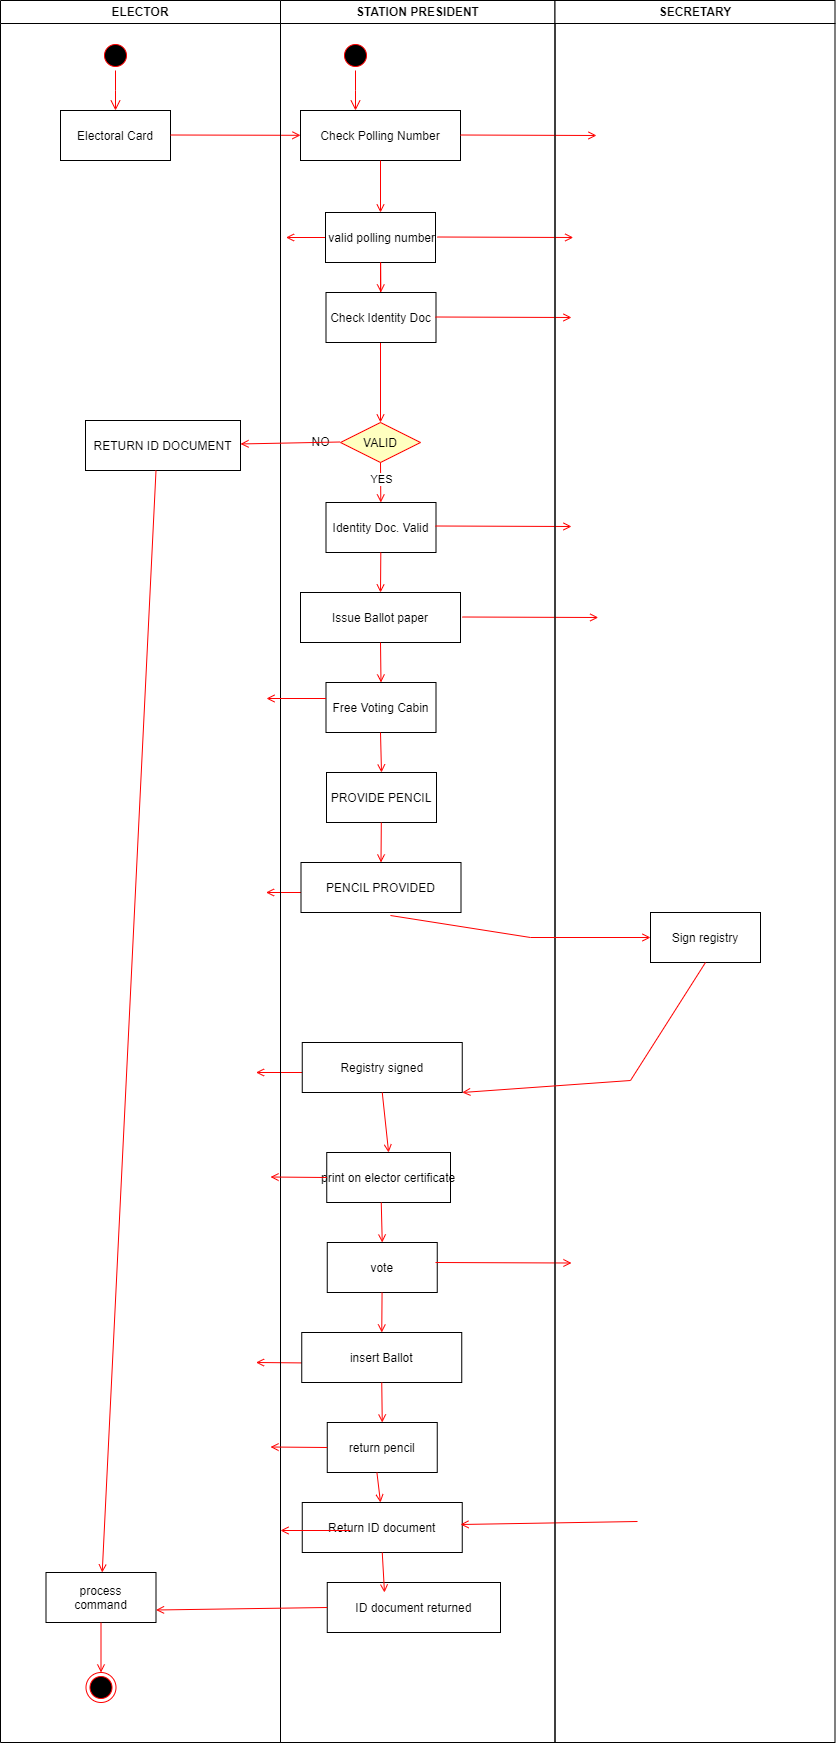 ELECTOR
STATION PRESIDENT
SECRETARY
Electoral Card
Check Polling Number
valid polling number
Check Identity Doc
RETURN ID DOCUMENT
NO
VALID
YES
Identity Doc. Valid
Issue Ballot paper
Free Voting Cabin
PROVIDE PENCIL
PENCIL PROVIDED
Sign registry
Registry signed
print on elector certificate
vote
insert Ballot
return pencil
Return ID document
process
command
ID document returned